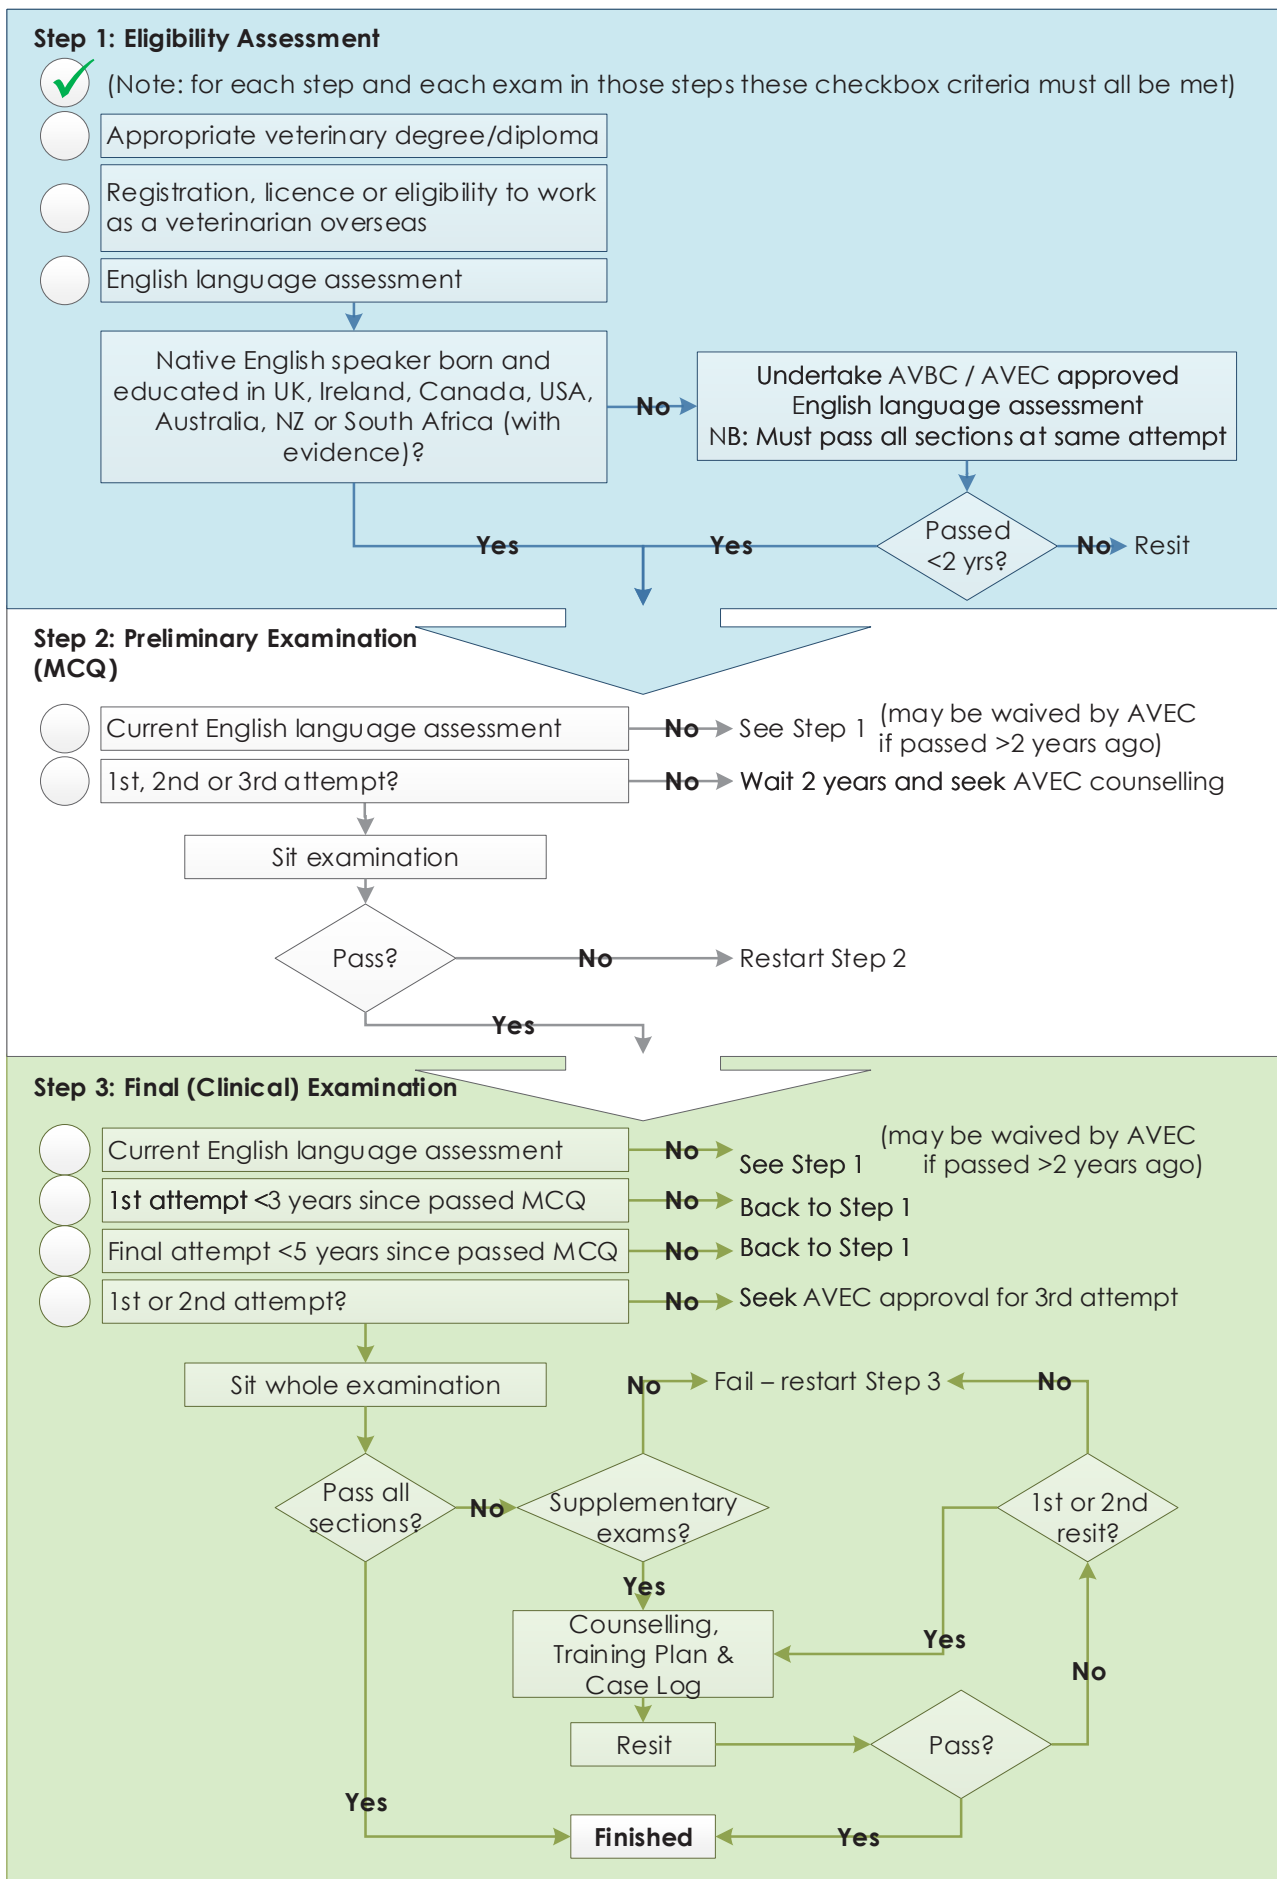 Step 1: Eligibility Assessment
(Note: for each step and each exam in those steps these checkbox criteria must all be met)
Appropriate veterinary degree/diploma
Registration, licence or eligibility to work
as a veterinarian overseas
English language assessment
Native English speaker born and
educated in UK, Ireland, Canada, USA,
Australia, NZ or South Africa (with
evidence)?
No
Undertake AVBC / AVEC approved
English language assessment
NB: Must pass all sections at same attempt
Yes
Yes
Passed
<2 yrs?
No
Resit
Step 2: Preliminary Examination
(MCQ)
Current English language assessment
No
See Step 1
(may be waived by AVEC
if passed >2 years ago)
1st, 2nd or 3rd attempt?
No
Wait 2 years and seek AVEC counselling
Sit examination
Pass?
No
Restart Step 2
Yes
Step 3: Final (Clinical) Examination
Current English language assessment
No
See Step 1
(may be waived by AVEC
if passed >2 years ago)
1st attempt <3 years since passed MCQ
No
Back to Step 1
Final attempt <5 years since passed MCQ
No
Back to Step 1
1st or 2nd attempt?
No
Seek AVEC approval for 3rd attempt
Sit whole examination
No
Fail – restart Step 3
No
Pass all
sections?
No
Supplementary
exams?
1st or 2nd
resit?
Yes
Counselling,
Training Plan &
Case Log
Yes
No
Resit
Pass?
Yes
Finished
Yes